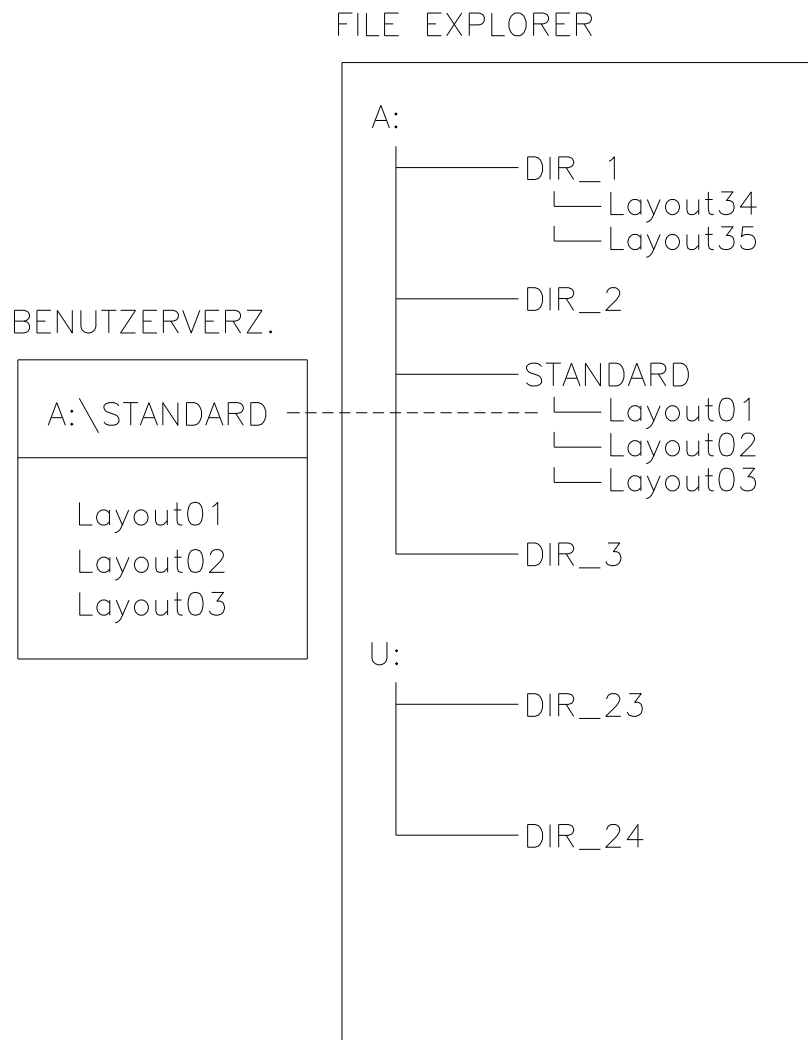 FILE EXPLORER
A:
DIR_1
Layout34
Layout35
DIR_2
BENUTZERVERZ.
STANDARD
A:\STANDARD
Layout01
Layout02
Layout03
Layout01
Layout02
Layout03
DIR_3
U:
DIR_23
DIR_24